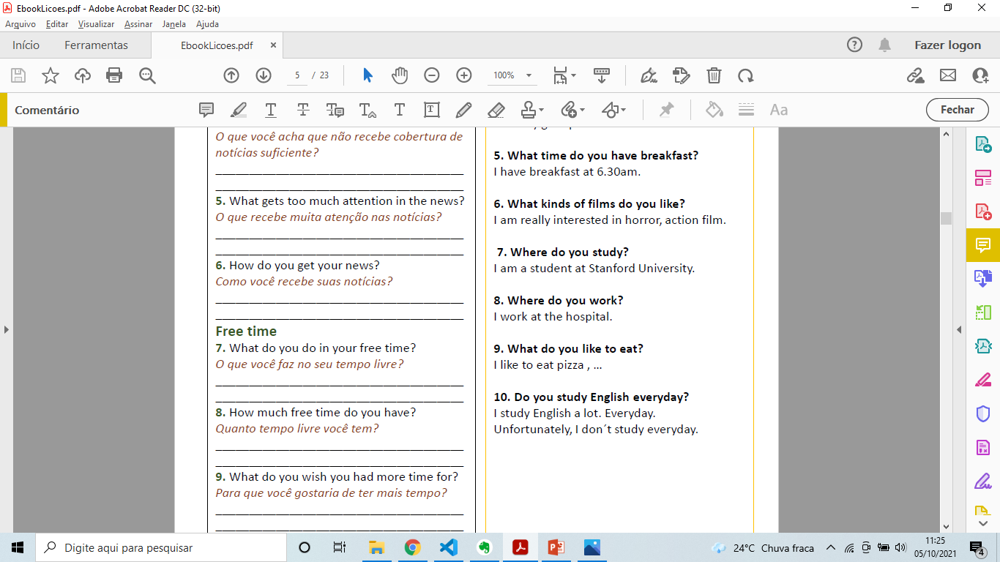 EbookLicoes.pdf - Adobe Acrobat Reader DC (32-bit)
Arquivo Editar Visualizar Assinar Janela Ajuda
Início Ferramentas EbookLicoes.pdf Fazer logon
5 / 23 100%
Comentário Fechar
O que você acha que não recebe cobertura de
notícias suficiente?
5. What gets too much attention in the news?
O que recebe muita atenção nas notícias?
6. How do you get your news?
Como você recebe suas notícias?
Free time
7. What do you do in your free time?
O que você faz no seu tempo livre?
8. How much free time do you have?
Quanto tempo livre você tem?
9. What do you wish you had more time for?
Para que você gostaria de ter mais tempo?
5. What time do you have breakfast?
I have breakfast at 6.30am.
6. What kinds of films do you like?
I am really interested in horror, action film.
7. Where do you study?
I am a student at Stanford University.
8. Where do you work?
I work at the hospital.
9. What do you like to eat?
I like to eat pizza , ...
10. Do you study English everyday?
I study English a lot. Everyday.
Unfortunately, I don´t study everyday.
Digite aqui para pesquisar
24°C Chuva fraca
11:25
05/10/2021
4